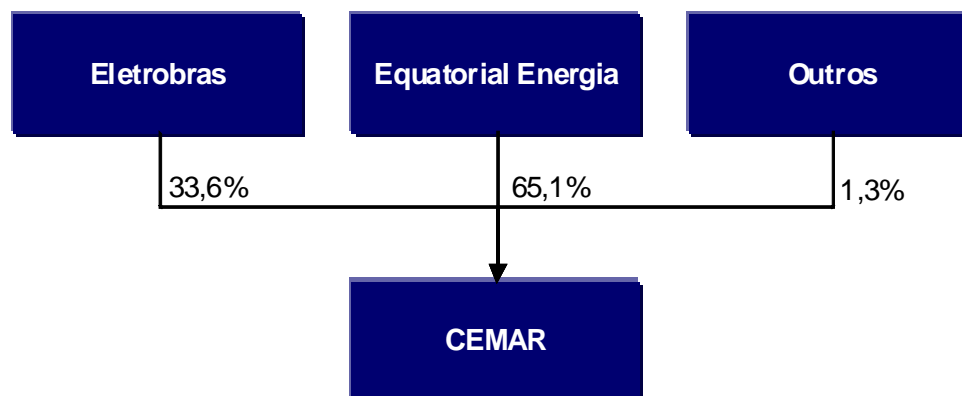 Eletrobras
Equatorial Energia
Outros
33,6%
65,1%
1,3%
CEMAR